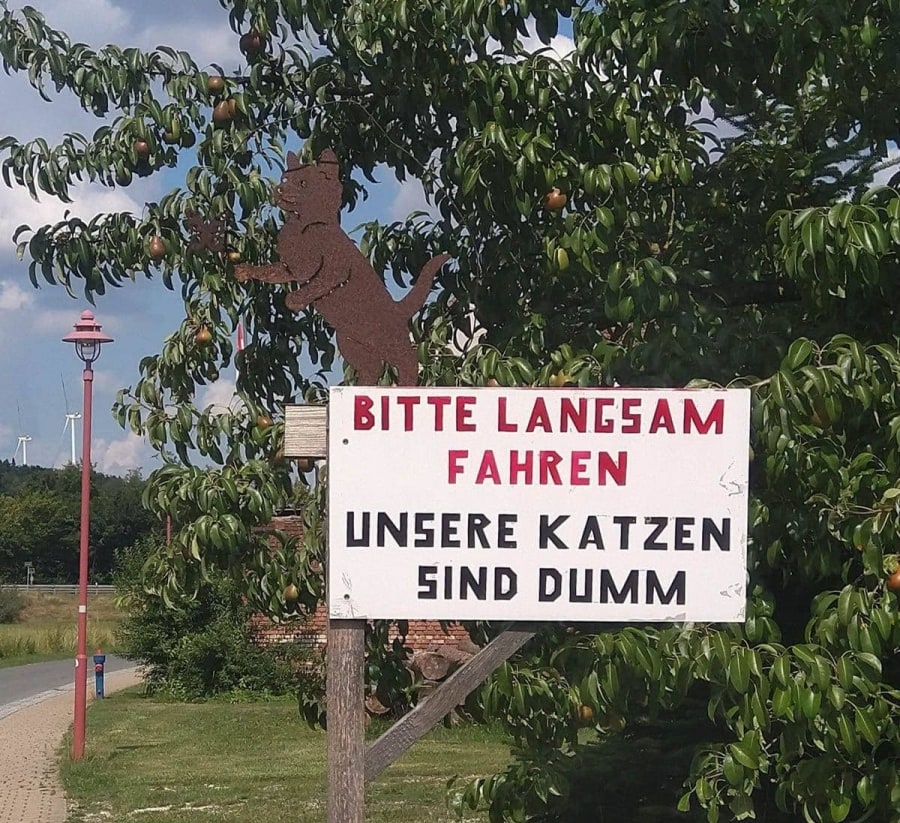 BITTE LANGSAM
FAHREN
UNSERE KATZEN
SIND DUMM